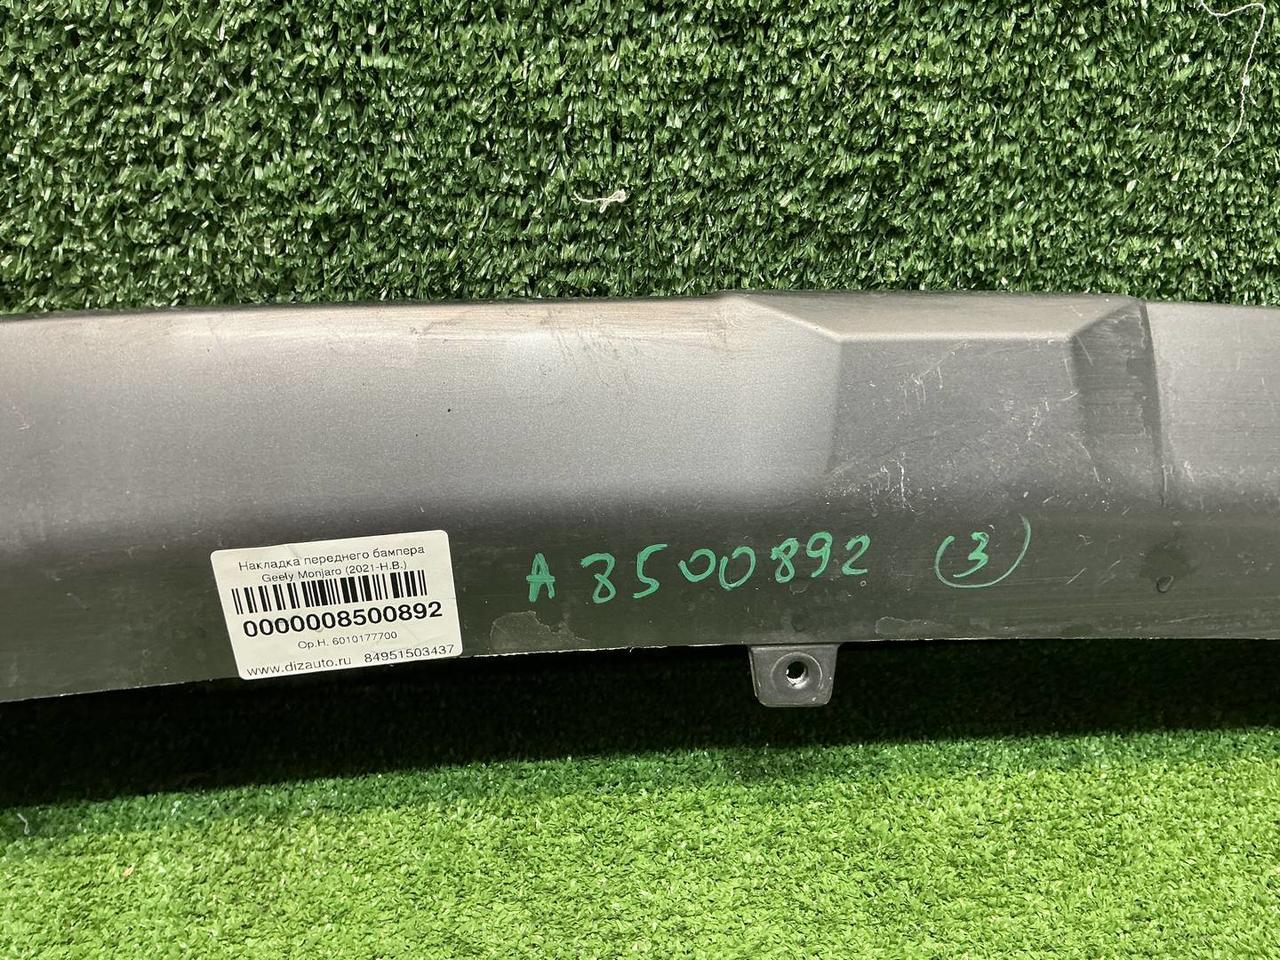 Накладка переднего бампера
Geely Monjaro (2021-Н.В.)
0000008500892
Ор.Н. 6010177700
www.dizauto.ru 84951503437
A 8500892 (3)